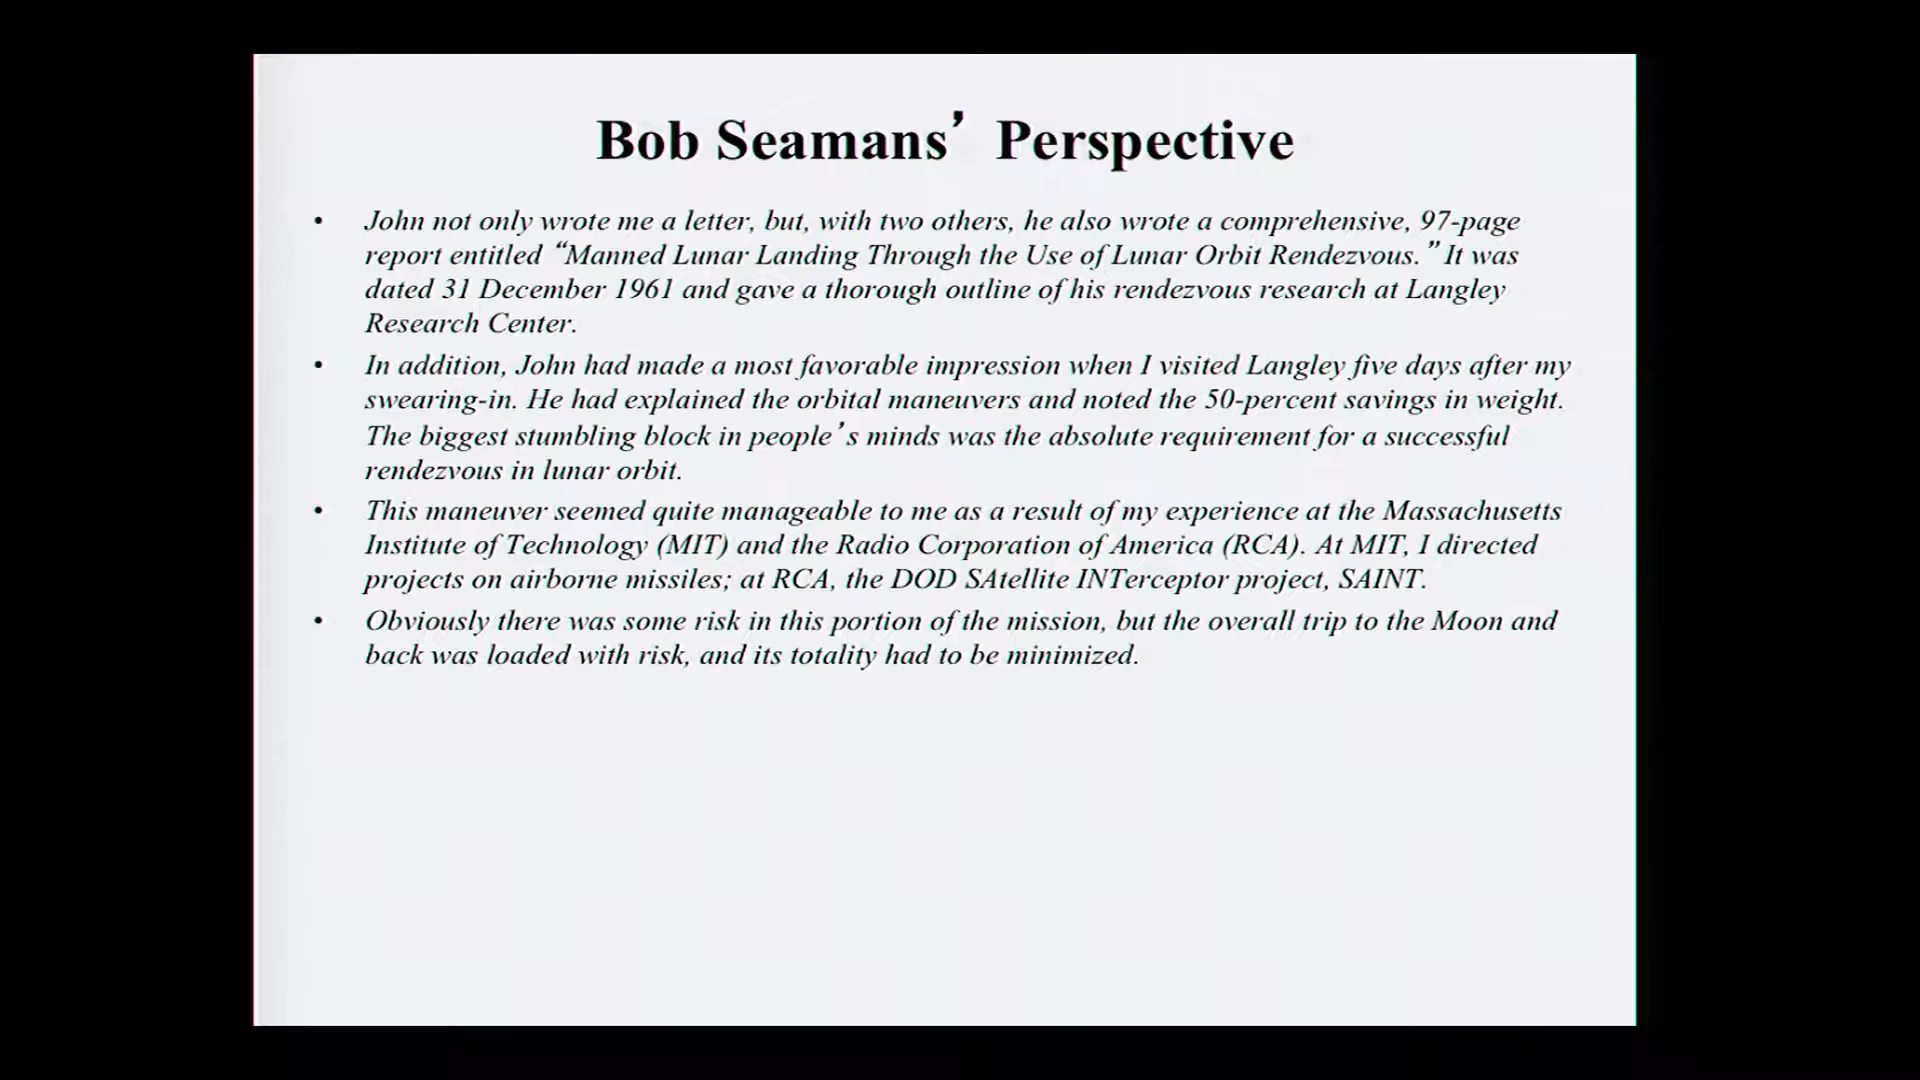 Bob Seamans’ Perspective
• John not only wrote me a letter, but, with two others, he also wrote a comprehensive, 97-page
report entitled “Manned Lunar Landing Through the Use of Lunar Orbit Rendezvous.” It was
dated 31 December 1961 and gave a thorough outline of his rendezvous research at Langley
Research Center.
• In addition, John had made a most favorable impression when I visited Langley five days after my
swearing-in. He had explained the orbital maneuvers and noted the 50-percent savings in weight.
The biggest stumbling block in people’s minds was the absolute requirement for a successful
rendezvous in lunar orbit.
• This maneuver seemed quite manageable to me as a result of my experience at the Massachusetts
Institute of Technology (MIT) and the Radio Corporation of America (RCA). At MIT, I directed
projects on airborne missiles; at RCA, the DOD SAtellite INTerceptor project, SAINT.
• Obviously there was some risk in this portion of the mission, but the overall trip to the Moon and
back was loaded with risk, and its totality had to be minimized.